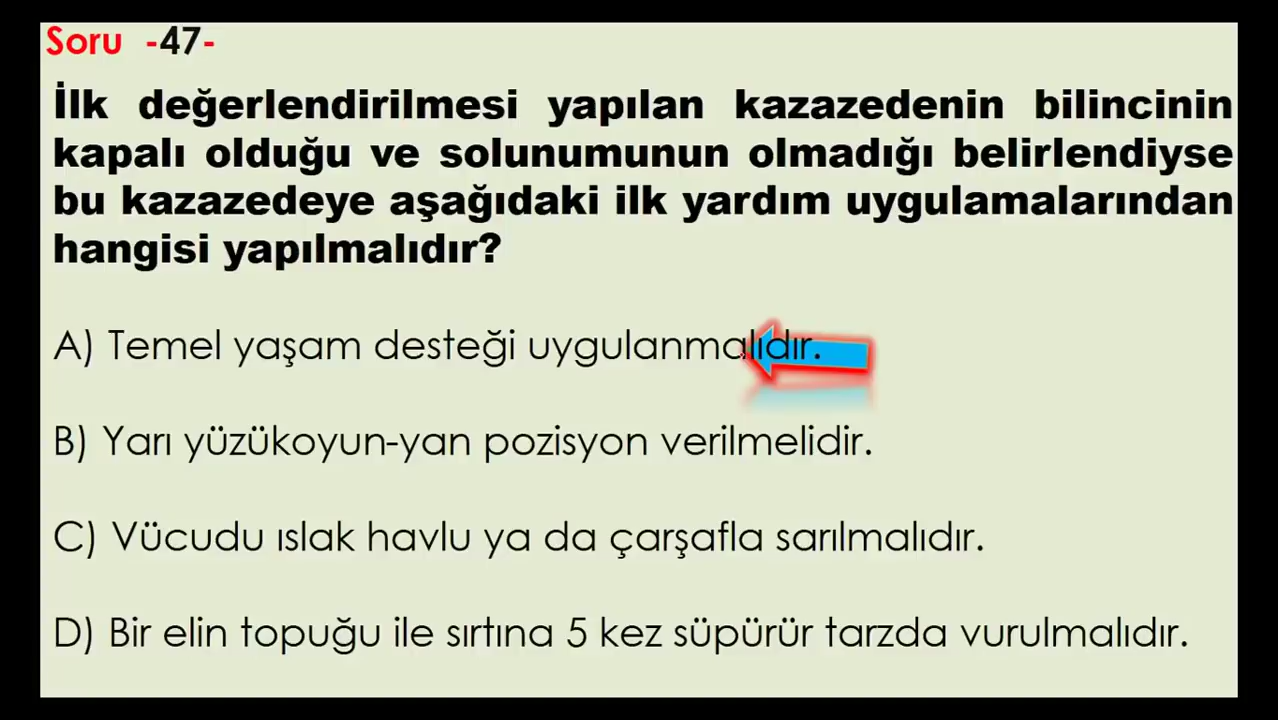 Soru -47-
İlk değerlendirilmesi yapılan kazazedenin bilincinin
kapalı olduğu ve solunumunun olmadığı belirlendiyse
bu kazazedeye aşağıdaki ilk yardım uygulamalarından
hangisi yapılmalıdır?
A) Temel yaşam desteği uygulanmalıdır.
B) Yarı yüzükoyun-yan pozisyon verilmelidir.
C) Vücudu ıslak havlu ya da çarşafla sarılmalıdır.
D) Bir elin topuğu ile sırtına 5 kez süpürür tarzda vurulmalıdır.